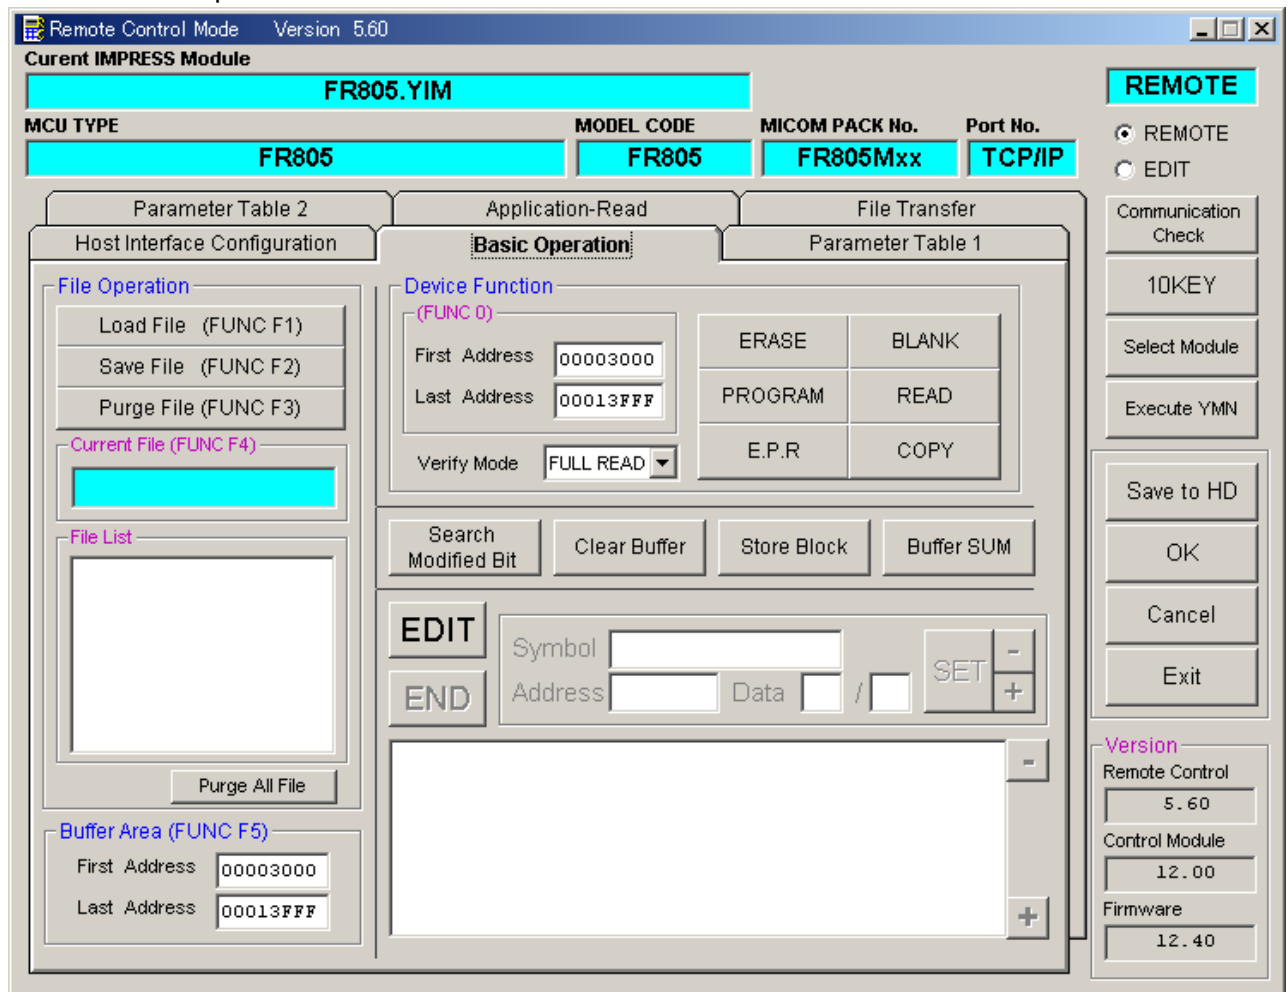 Remote Control Mode Version 5.60
Curent IMPRESS Module
FR805.YIM
REMOTE
MCU TYPE MODEL CODE MICOM PACK No. Port No.
FR805 FR805 FR805Mxx TCP/IP
REMOTE
EDIT
Parameter Table 2 Application-Read File Transfer
Host Interface Configuration Basic Operation Parameter Table 1
Communication
Check
10KEY
Select Module
Execute YMN
File Operation
Load File (FUNC F1)
Save File (FUNC F2)
Purge File (FUNC F3)
Current File (FUNC F4)
File List
Purge All File
Buffer Area (FUNC F5)
First Address 00003000
Last Address 00013FFF
Device Function
(FUNC 0)
First Address 00003000
Last Address 00013FFF
Verify Mode FULL READ
ERASE BLANK
PROGRAM READ
E.P.R COPY
Search
Modified Bit
Clear Buffer Store Block Buffer SUM
EDIT
END
Symbol
Address Data /
SET - +
-
+
Save to HD
OK
Cancel
Exit
Version
Remote Control
5.60
Control Module
12.00
Firmware
12.40